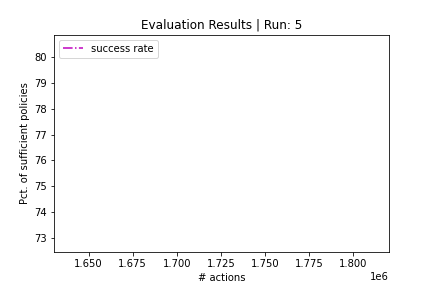 Evaluation Results | Run: 5
success rate
Pct. of sufficient policies
80
79
78
77
76
75
74
73
1.650 1.675 1.700 1.725 1.750 1.775 1.800
# actions
1e6